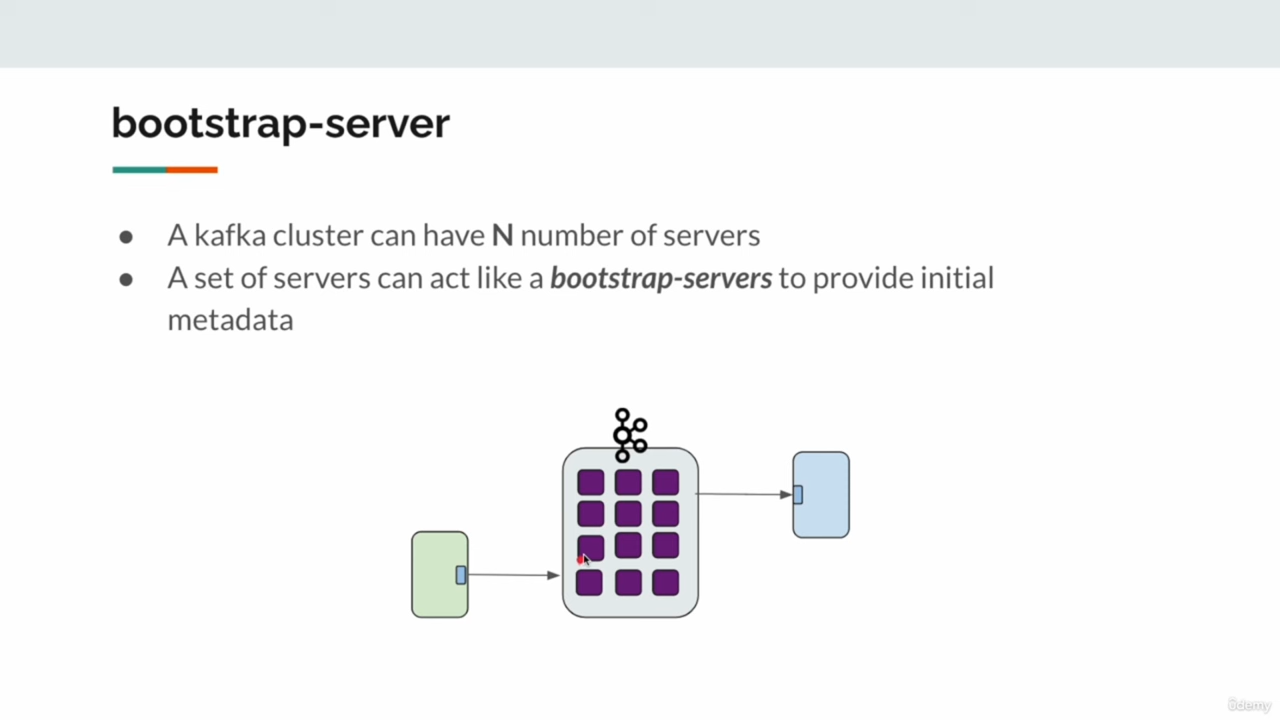 bootstrap-server
● A kafka cluster can have N number of servers
● A set of servers can act like a bootstrap-servers to provide initial
metadata
ûdemy